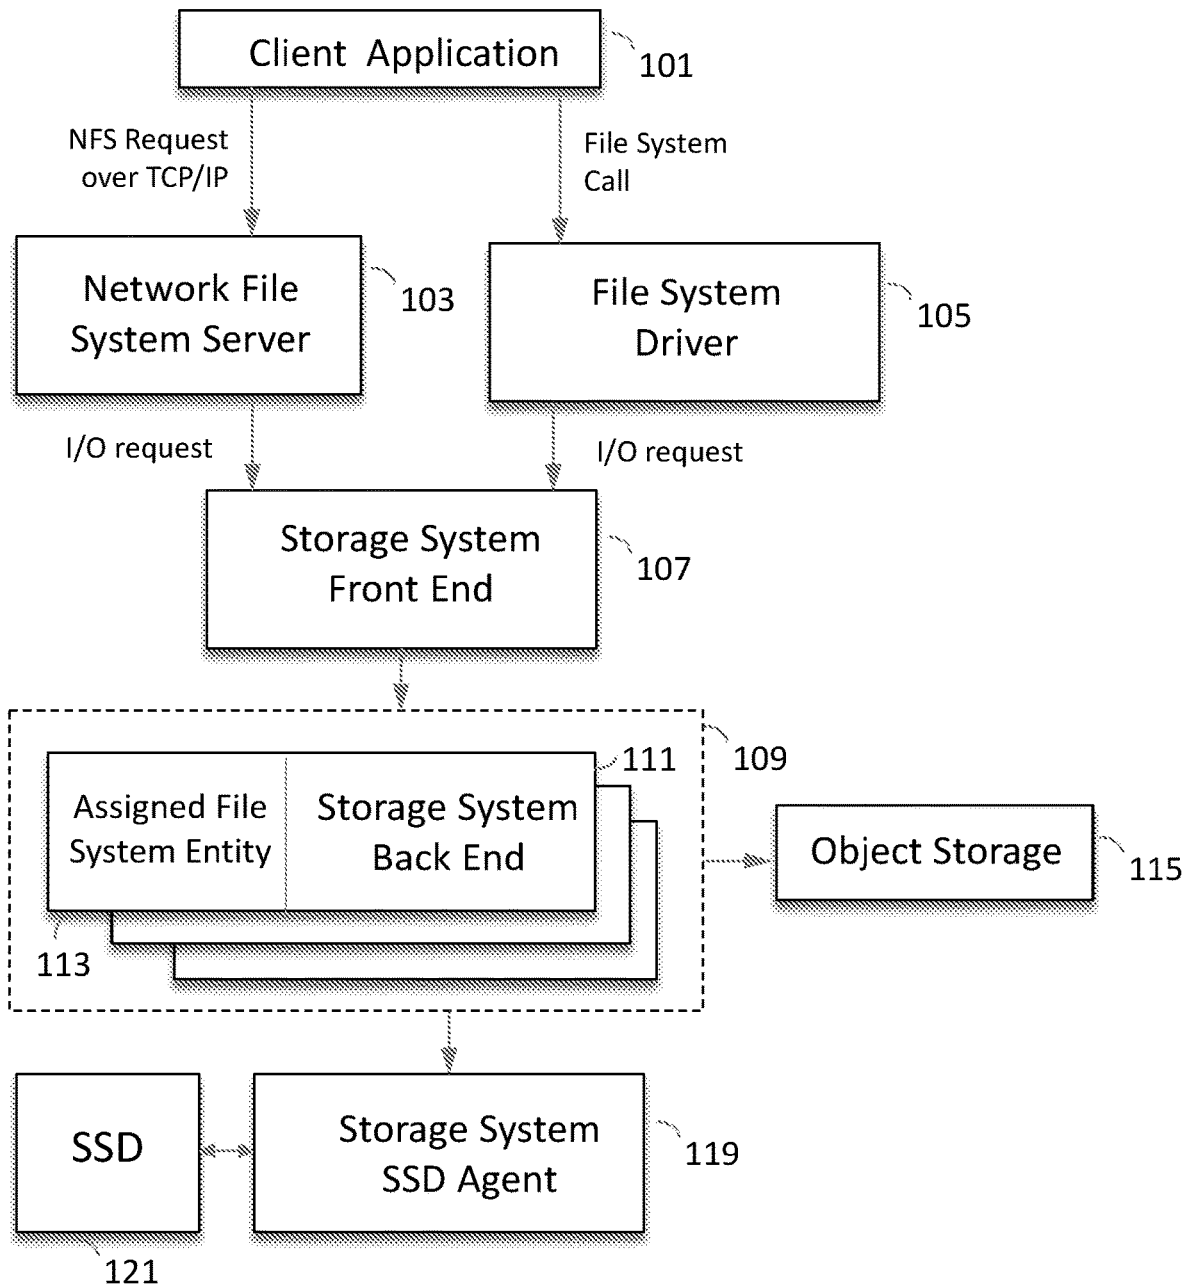 Client Application
101
NFS Request
over TCP/IP
File System
Call
Network File
System Server
103
File System
Driver
105
I/O request
I/O request
Storage System
Front End
107
109
111
Assigned File
System Entity
Storage System
Back End
113
Object Storage
115
SSD
121
Storage System
SSD Agent
119